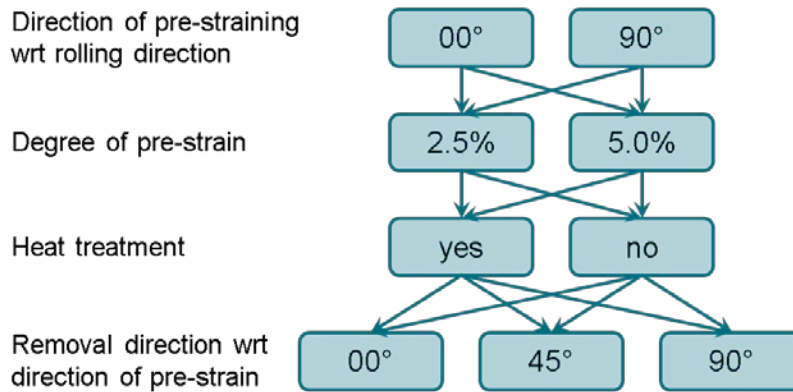 Direction of pre-straining
wrt rolling direction
00° 90°
Degree of pre-strain
2.5% 5.0%
Heat treatment
yes no
Removal direction wrt
direction of pre-strain
00° 45° 90°